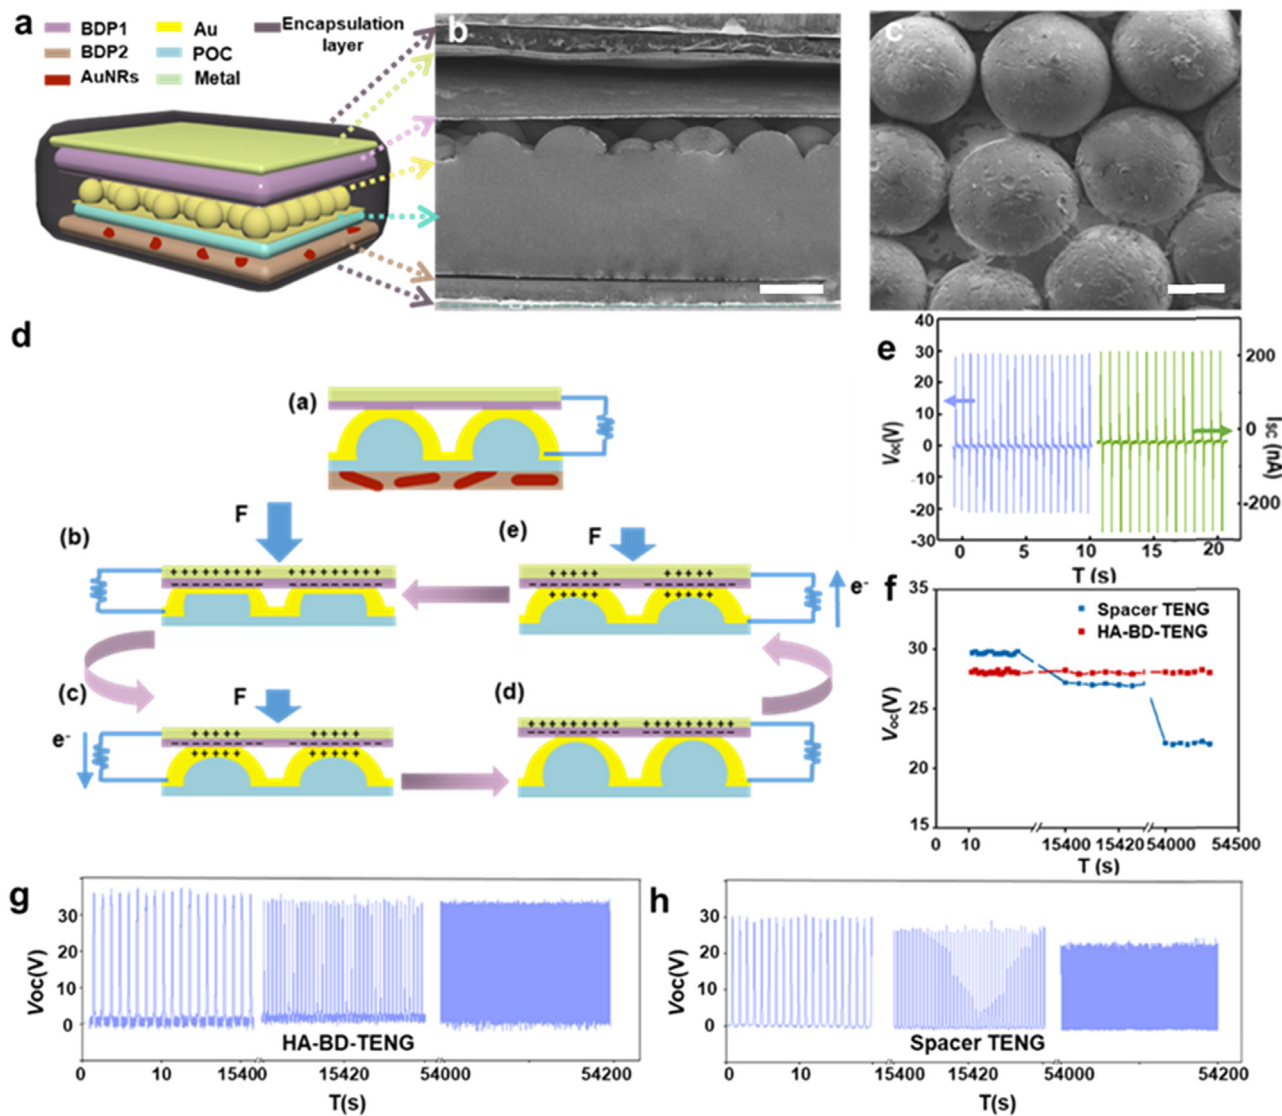 a
BDP1
Au
Encapsulation
layer
BDP2
POC
AuNRs
Metal
b
c
d
(a)
F
(b)
+ + + + + + + +   + + + + + + + +
(e)
F
+ + + + +   + + + + +
+ + + + +   + + + + +
e⁻
(c)
F
e⁻
+ + + + +   + + + + +
+ + + + +   + + + + +
(d)
+ + + + + + + + +   + + + + + + + + +
e
40
30
20
10
0
-10
-20
-30
Voc(V)
200
0
-200
Isc (nA)
0 5 10 15 20
T (s)
f
35
30
25
20
15
Voc(V)
Spacer TENG
HA-BD-TENG
0 10 15400 15420 54000 54500
T (s)
g
30
20
10
0
Voc(V)
HA-BD-TENG
0 10 15400 15420 54000 54200
T(s)
h
30
20
10
0
Voc(V)
Spacer TENG
0 10 15400 15420 54000 54200
T(s)